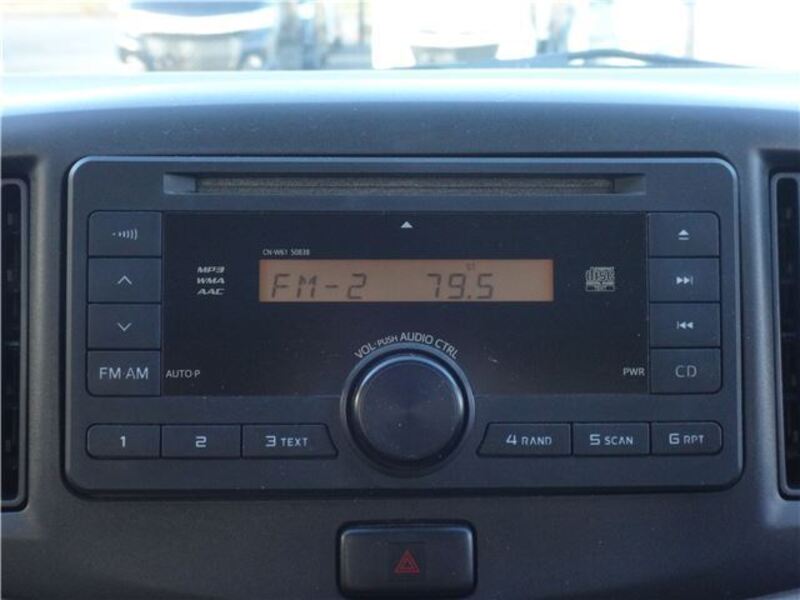 CN-W61 50838
MP3
WMA
AAC
FM-2 79.5
ST
VOL·PUSH AUDIO CTRL
FM·AM
AUTO·P
PWR
CD
1
2
3 TEXT
4 RAND
5 SCAN
6 RPT